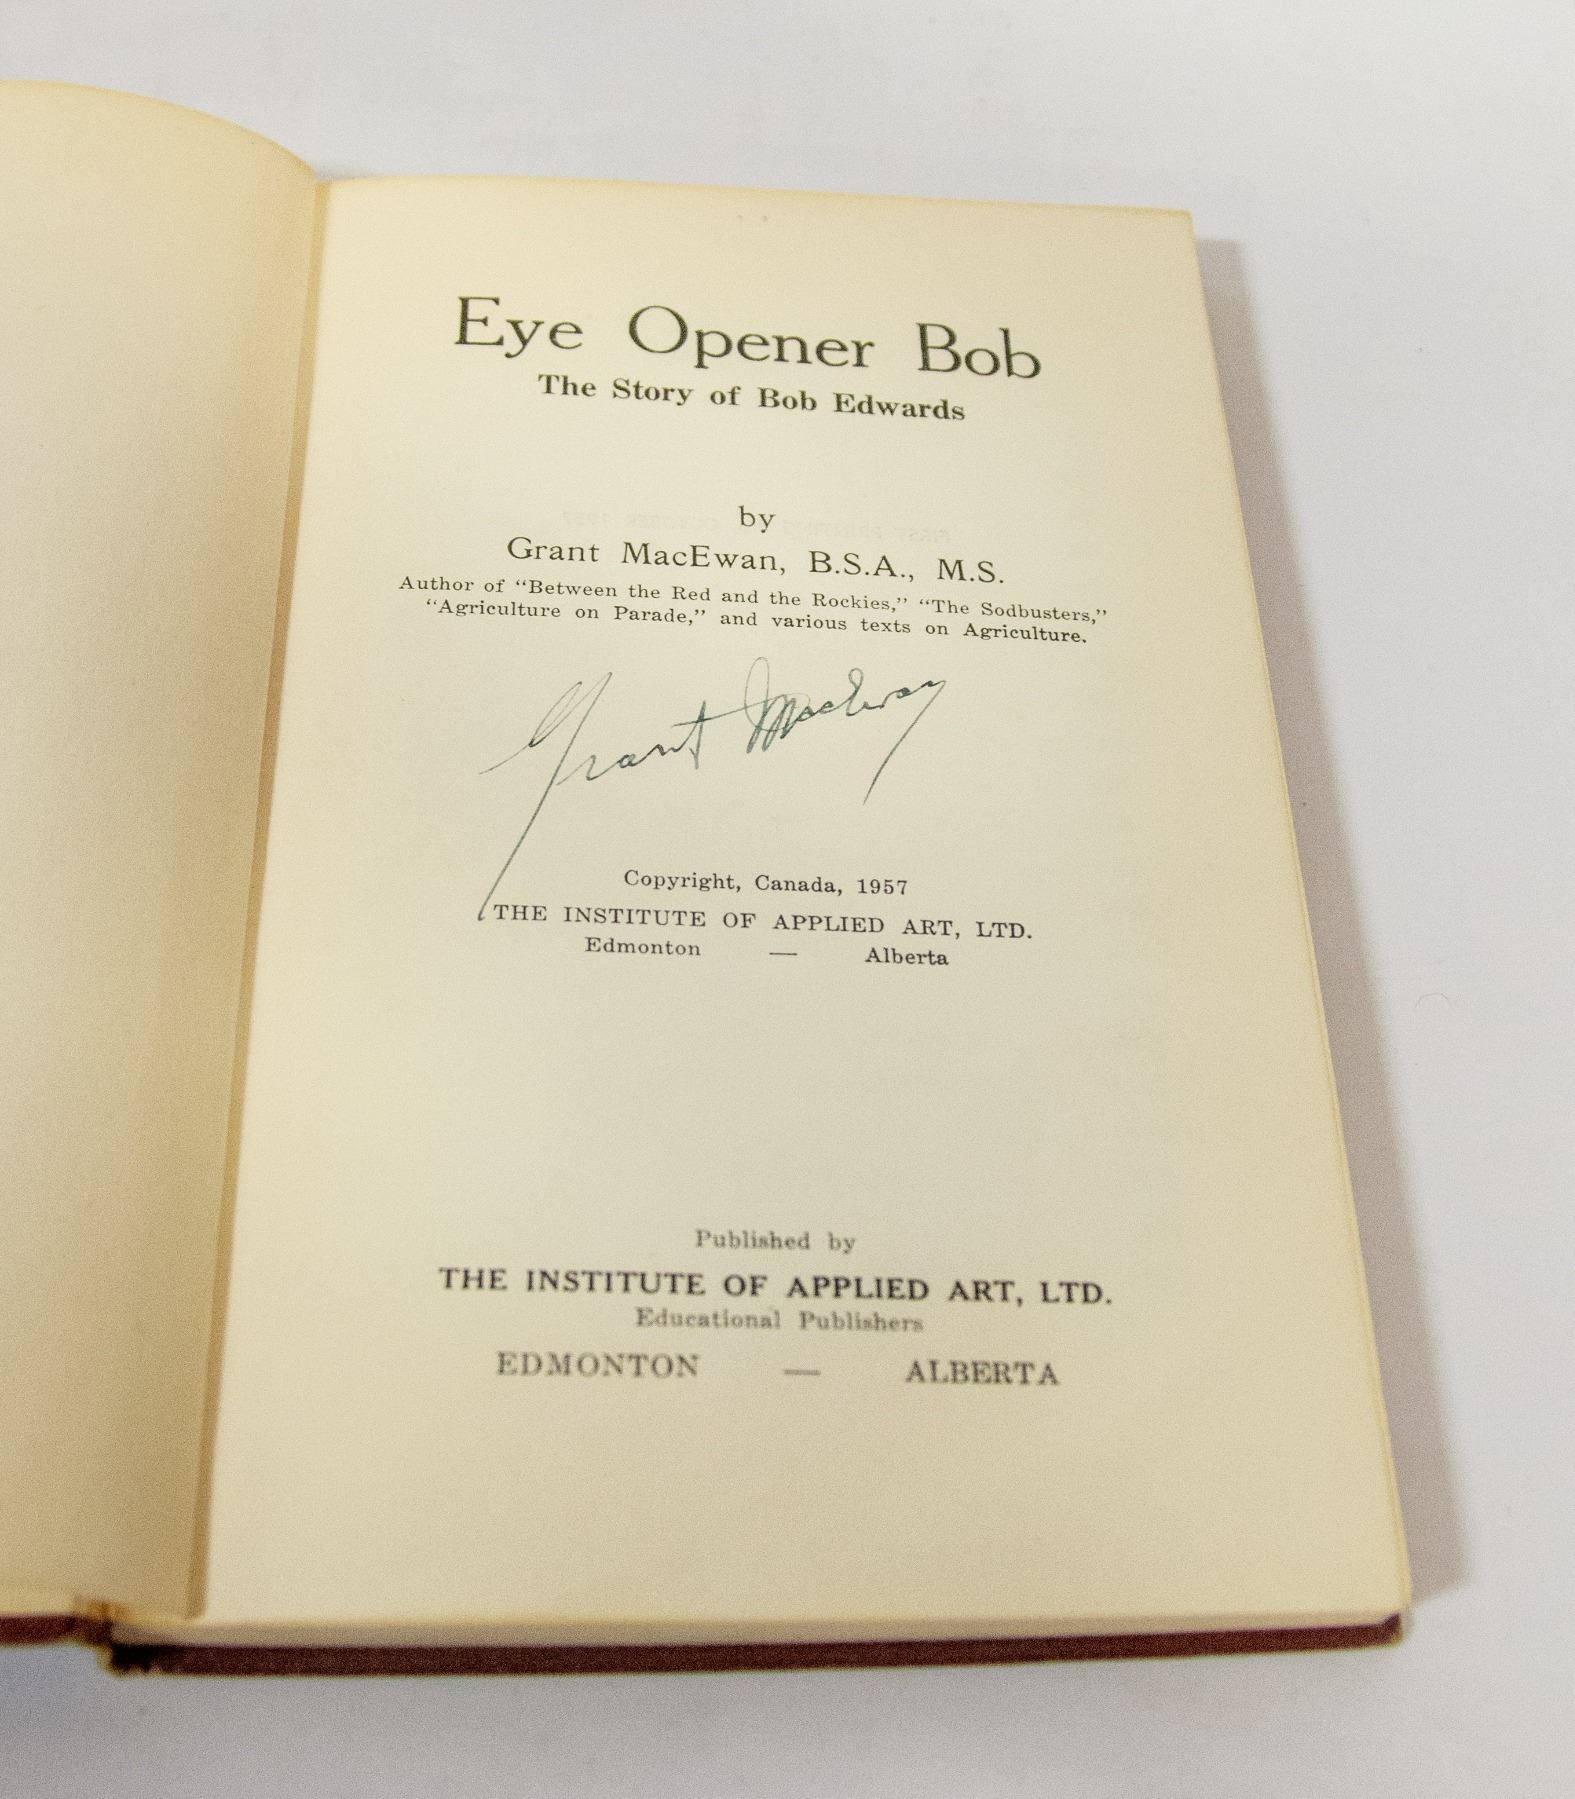 Eye Opener Bob
The Story of Bob Edwards
by
Grant MacEwan, B.S.A., M.S.
Author of “Between the Red and the Rockies,” “The Sodbusters,”
“Agriculture on Parade,” and various texts on Agriculture.
Grant MacEwan
Copyright, Canada, 1957
THE INSTITUTE OF APPLIED ART, LTD.
Edmonton — Alberta
Published by
THE INSTITUTE OF APPLIED ART, LTD.
Educational Publishers
EDMONTON — ALBERTA